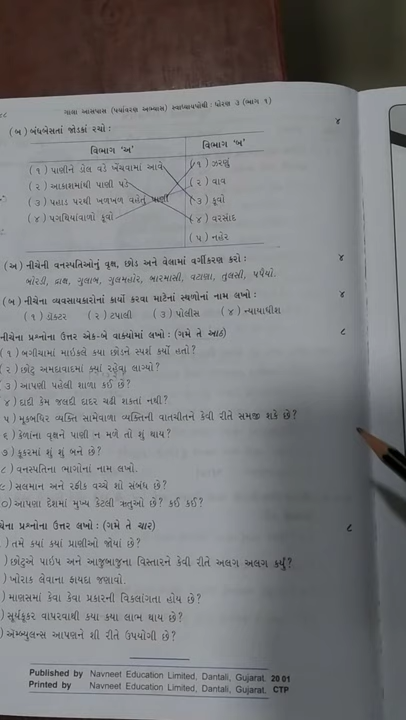 ગાલા આસપાસ (પર્યાવરણ અભ્યાસ) સ્વાધ્યાયપોથી : ધોરણ ૩ (ભાગ ૧)
(બ) બંધબેસતાં જોડકાં રચો : ૪
વિભાગ 'અ' વિભાગ 'બ'
(૧) પાણીને ડોલ વડે ખેંચવામાં આવે (૧) ઝરણું
(૨) આકાશમાંથી પાણી પડે (૨) વાવ
(૩) પહાડ પરથી ખળખળ વહેતું પાણી (૩) કૂવો
(૪) પગથિયાંવાળો કૂવો (૪) વરસાદ
(૫) નહેર
(અ) નીચેની વનસ્પતિઓનું વૃક્ષ, છોડ અને વેલામાં વર્ગીકરણ કરો : ૪
બોરડી, દ્રાક્ષ, ગુલાબ, ગુલમહોર, બારમાસી, વટાણા, તુલસી, પપૈયો.
(બ) નીચેના વ્યવસાયકારોનાં કાર્યો કરવા માટેનાં સ્થળોનાં નામ લખો : ૪
(૧) ડૉક્ટર (૨) ટપાલી (૩) પોલીસ (૪) ન્યાયાધીશ
નીચેના પ્રશ્નોના ઉત્તર એક-બે વાક્યોમાં લખો : (ગમે તે આઠ) ૮
(૧) બગીચામાં માઇકલે કયા છોડને સ્પર્શ કર્યો હતો?
(૨) છોટુ અમદાવાદમાં ક્યાં રહેવા લાગ્યો?
(૩) આપણી પહેલી શાળા કઈ છે?
(૪) દાદી કેમ જલદી દાદર ચઢી શકતાં નથી?
૫) મૂકબધિર વ્યક્તિ સામેવાળા વ્યક્તિની વાતચીતને કેવી રીતે સમજી શકે છે?
૬) કેળાંના વૃક્ષને પાણી ન મળે તો શું થાય?
૭) કૂકરમાં શું શું બને છે?
૮) વનસ્પતિના ભાગોનાં નામ લખો.
૯) સલમાન અને રફીક વચ્ચે શો સંબંધ છે?
૦) આપણા દેશમાં મુખ્ય કેટલી ઋતુઓ છે? કઈ કઈ?
ચેના પ્રશ્નોના ઉત્તર લખો : (ગમે તે ચાર) ૮
) તમે ક્યાં ક્યાં પ્રાણીઓ જોયાં છે?
) છોટુએ પાઇપ અને આજુબાજુના વિસ્તારને કેવી રીતે અલગ અલગ કર્યું?
) ખોરાક લેવાના ફાયદા જણાવો.
) માણસમાં કેવા કેવા પ્રકારની વિકલાંગતા હોય છે?
) સૂર્યકૂકર વાપરવાથી કયા કયા લાભ થાય છે?
) ઍમ્બ્યુલન્સ આપણને શી રીતે ઉપયોગી છે?
Published by Navneet Education Limited, Dantali, Gujarat. 20 01
Printed by Navneet Education Limited, Dantali, Gujarat. CTP